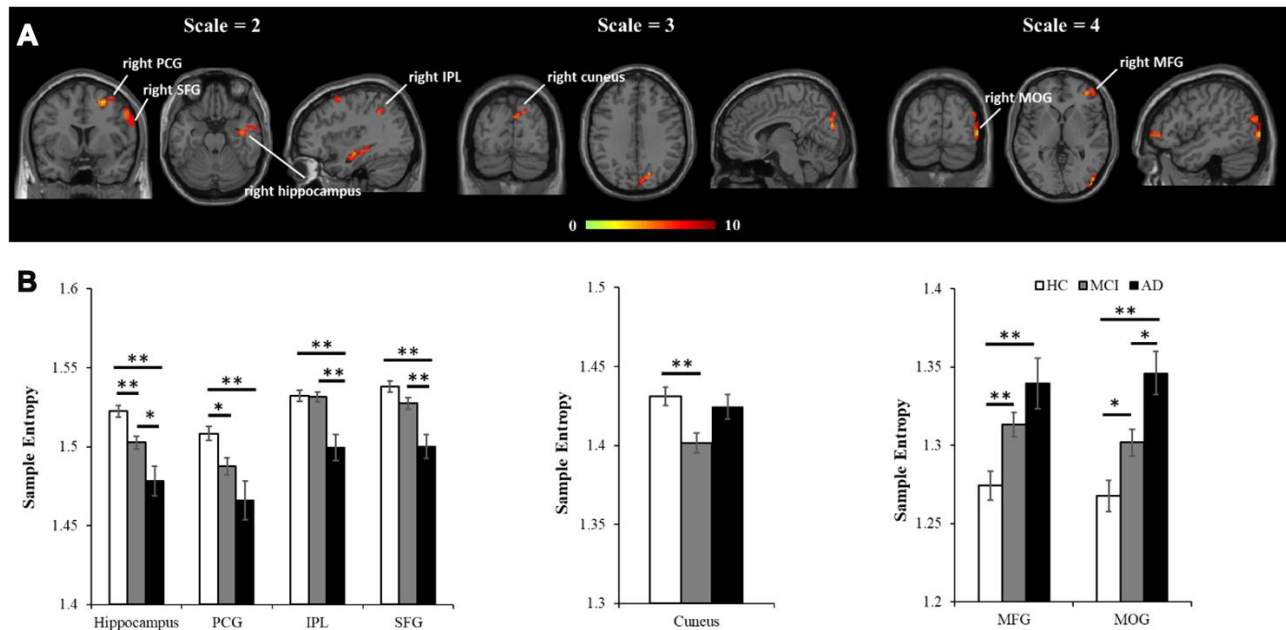 A
Scale = 2
Scale = 3
Scale = 4
right PCG
right SFG
right IPL
right hippocampus
right cuneus
right MFG
right MOG
0
10
B
Sample Entropy
1.6
1.55
1.5
1.45
1.4
** ** *
** *
** **
** **
Hippocampus PCG IPL SFG
Sample Entropy
1.5
1.45
1.4
1.35
1.3
**
Cuneus
HC MCI AD
Sample Entropy
1.4
1.35
1.3
1.25
1.2
** **
** * *
MFG MOG